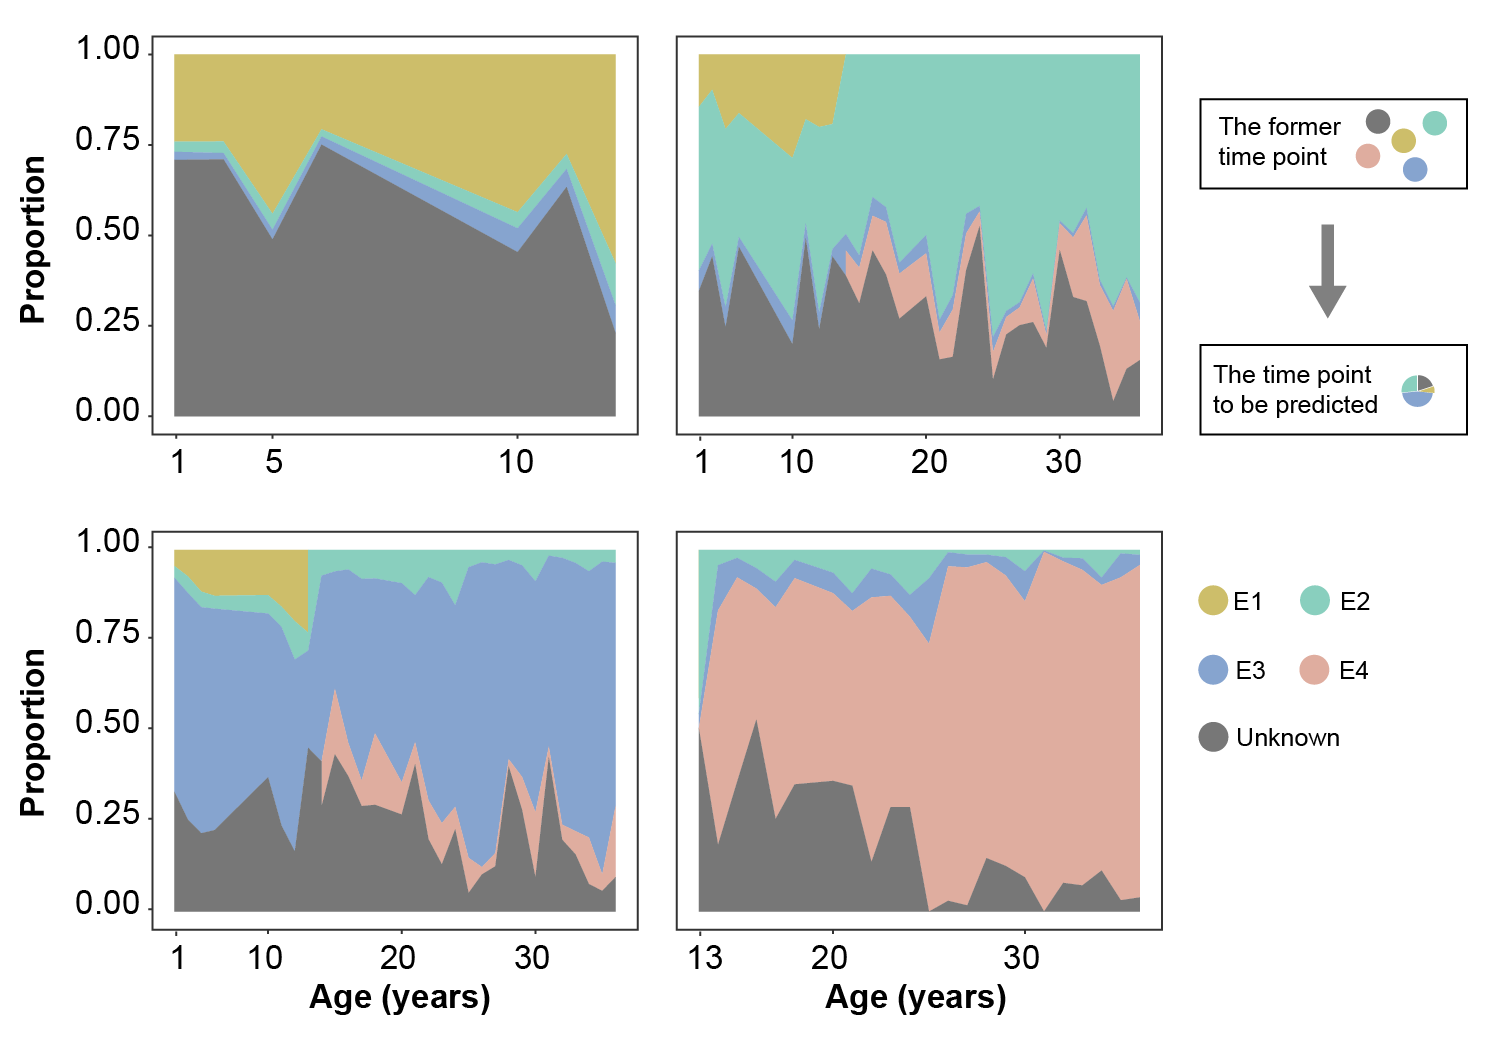 Proportion
1.00
0.75
0.50
0.25
0.00
1 5 10
1 10 20 30
The former
time point
The time point
to be predicted
Proportion
1.00
0.75
0.50
0.25
0.00
1 10 20 30
Age (years)
13 20 30
Age (years)
E1 E2
E3 E4
Unknown